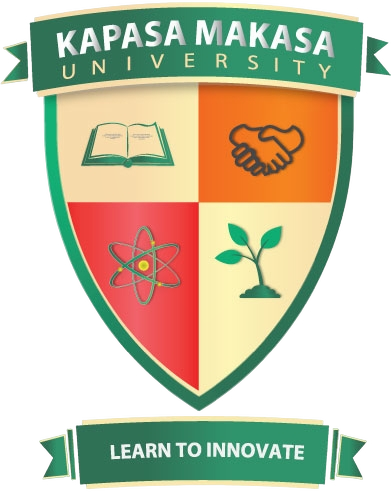 KAPASA MAKASA
UNIVERSITY
LEARN TO INNOVATE